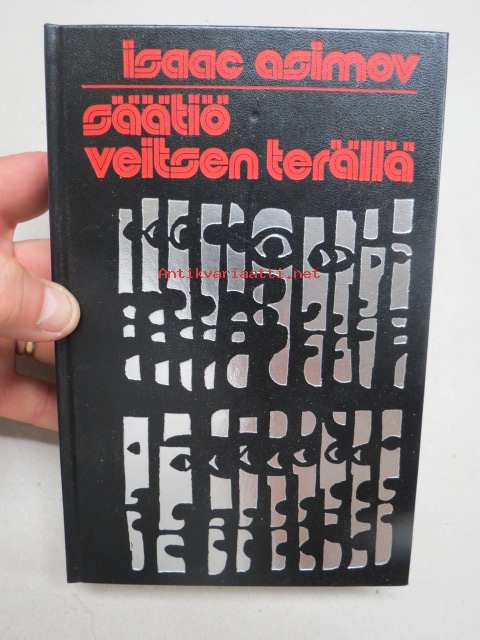 isaac asimov
säätiö
veitsen terällä
Antikvariaatti.net